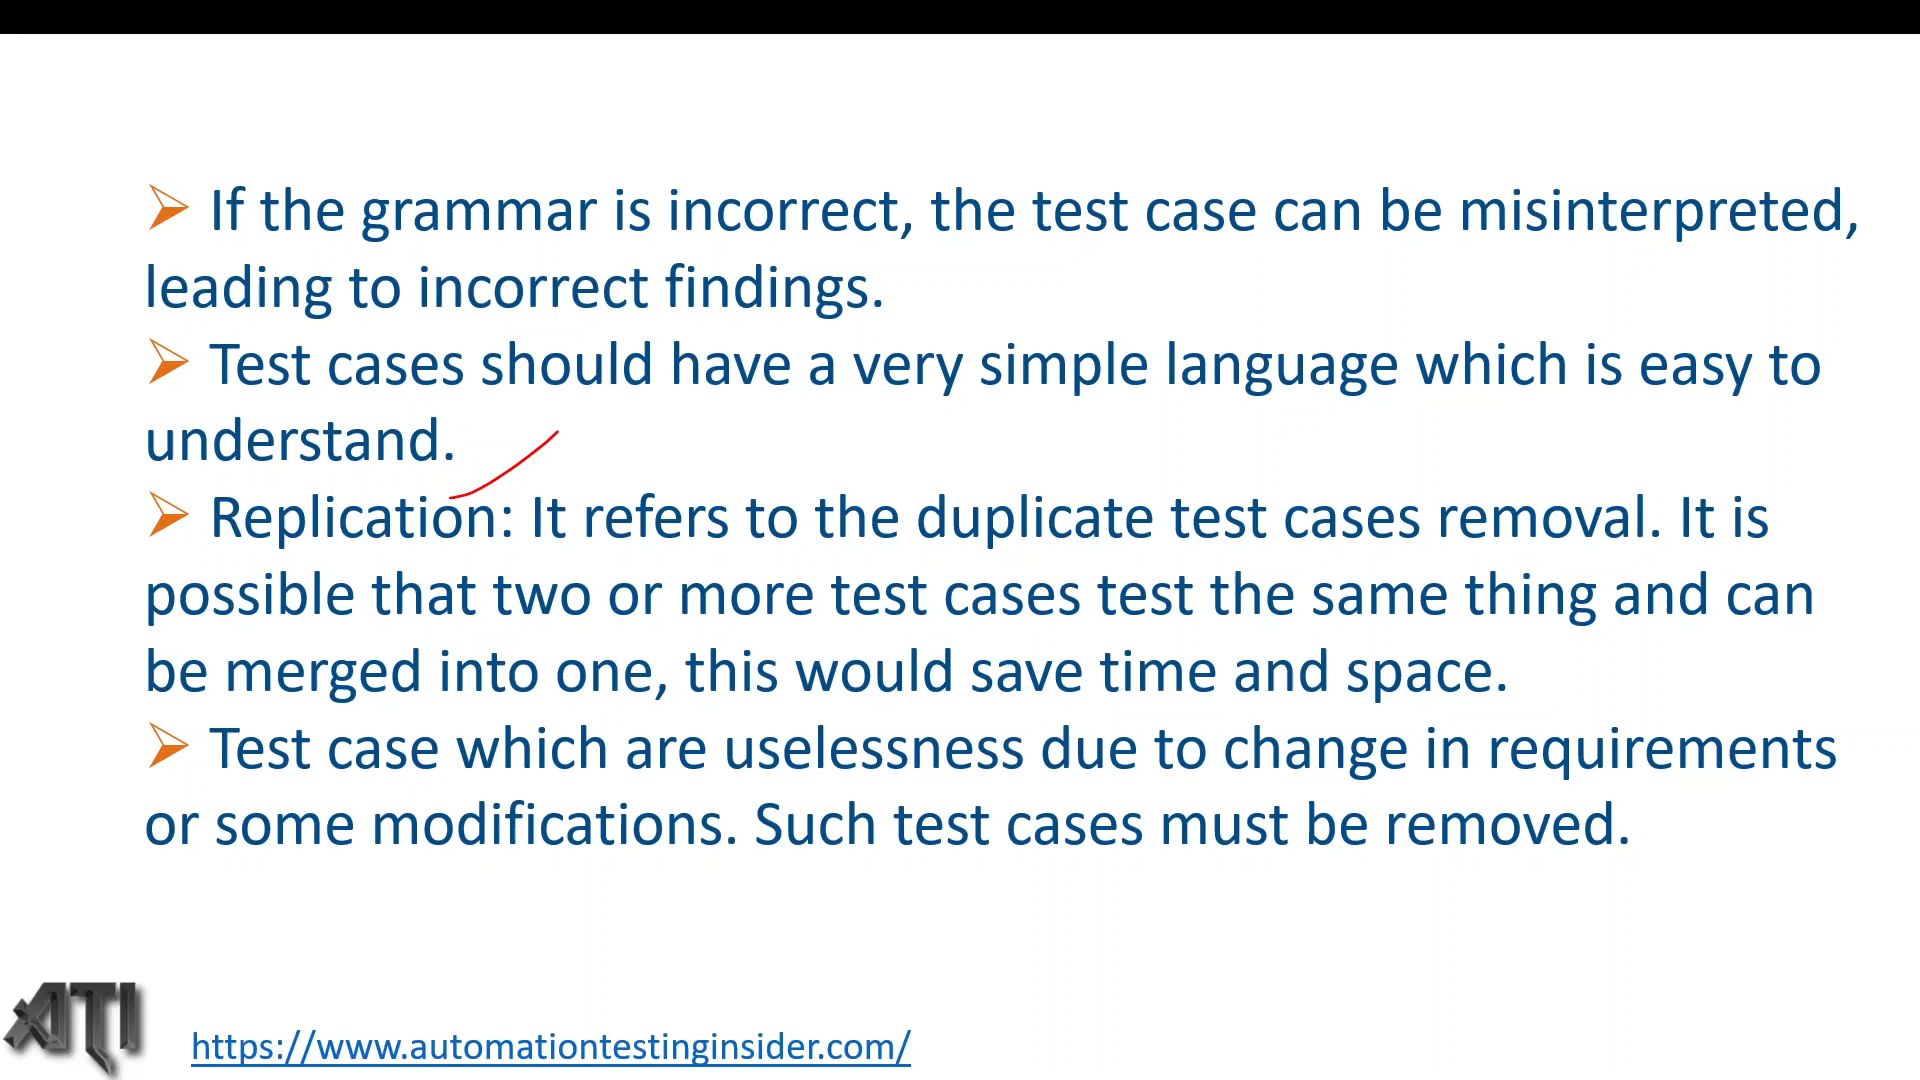 If the grammar is incorrect, the test case can be misinterpreted,
leading to incorrect findings.
Test cases should have a very simple language which is easy to
understand.
Replication: It refers to the duplicate test cases removal. It is
possible that two or more test cases test the same thing and can
be merged into one, this would save time and space.
Test case which are uselessness due to change in requirements
or some modifications. Such test cases must be removed.
ATI
https://www.automationtestinginsider.com/